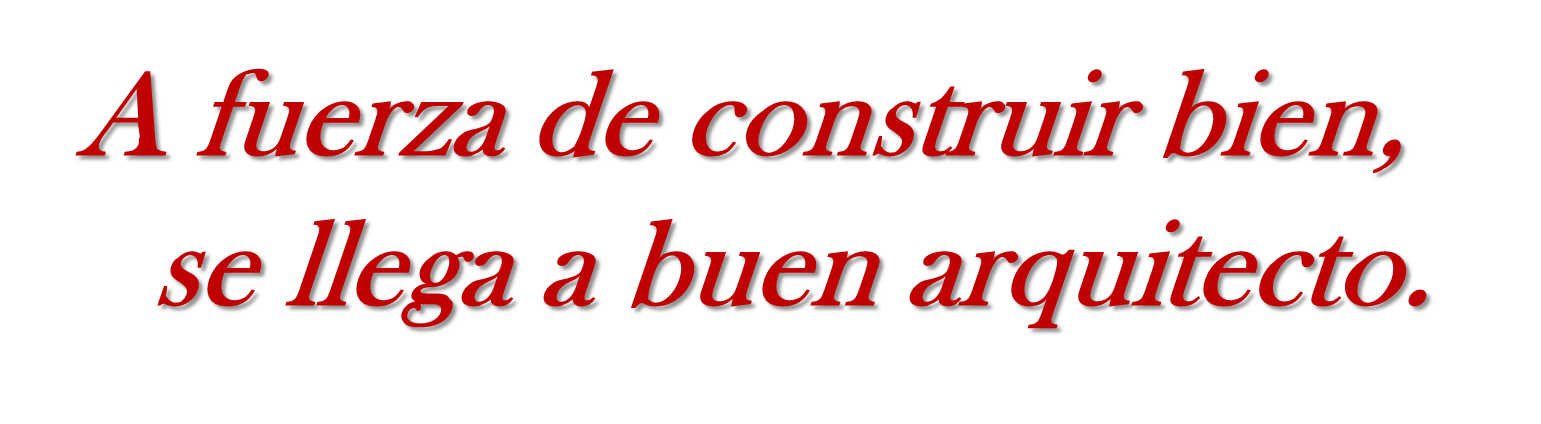 A fuerza de construir bien,
se llega a buen arquitecto.